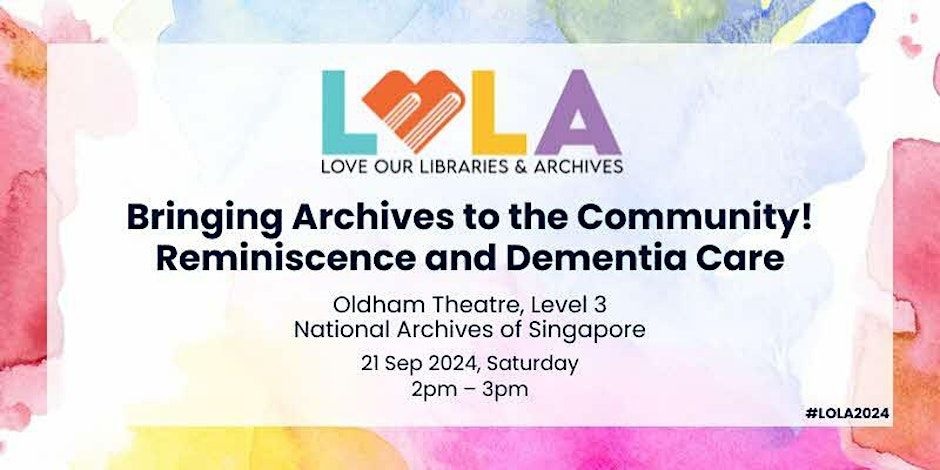 LOLA
LOVE OUR LIBRARIES & ARCHIVES
Bringing Archives to the Community!
Reminiscence and Dementia Care
Oldham Theatre, Level 3
National Archives of Singapore
21 Sep 2024, Saturday
2pm – 3pm
#LOLA2024